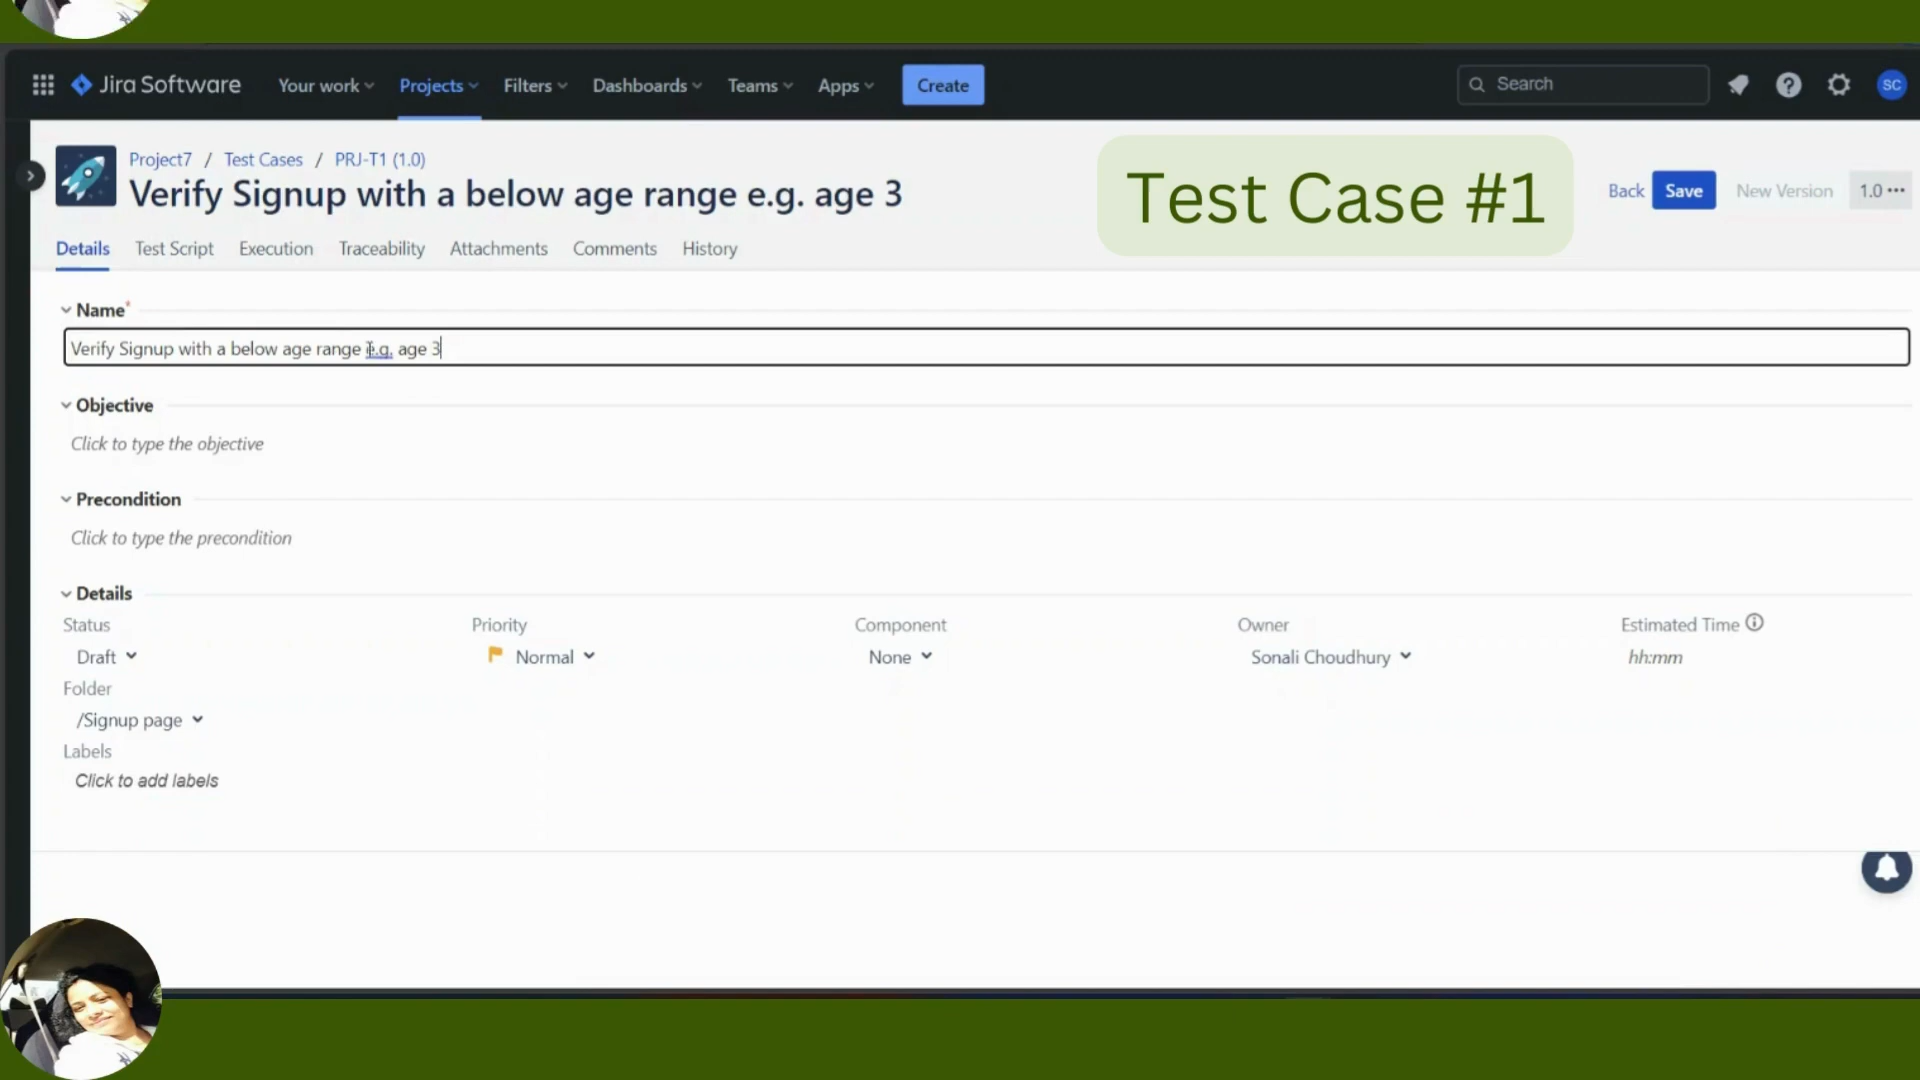 Jira Software Your work Projects Filters Dashboards Teams Apps Create Search SC
Project7 / Test Cases / PRJ-T1 (1.0)
Verify Signup with a below age range e.g. age 3
Test Case #1
Back Save New Version 1.0
Details Test Script Execution Traceability Attachments Comments History
Name*
Verify Signup with a below age range e.g. age 3
Objective
Click to type the objective
Precondition
Click to type the precondition
Details
Status Priority Component Owner Estimated Time
Draft Normal None Sonali Choudhury hh:mm
Folder
/Signup page
Labels
Click to add labels